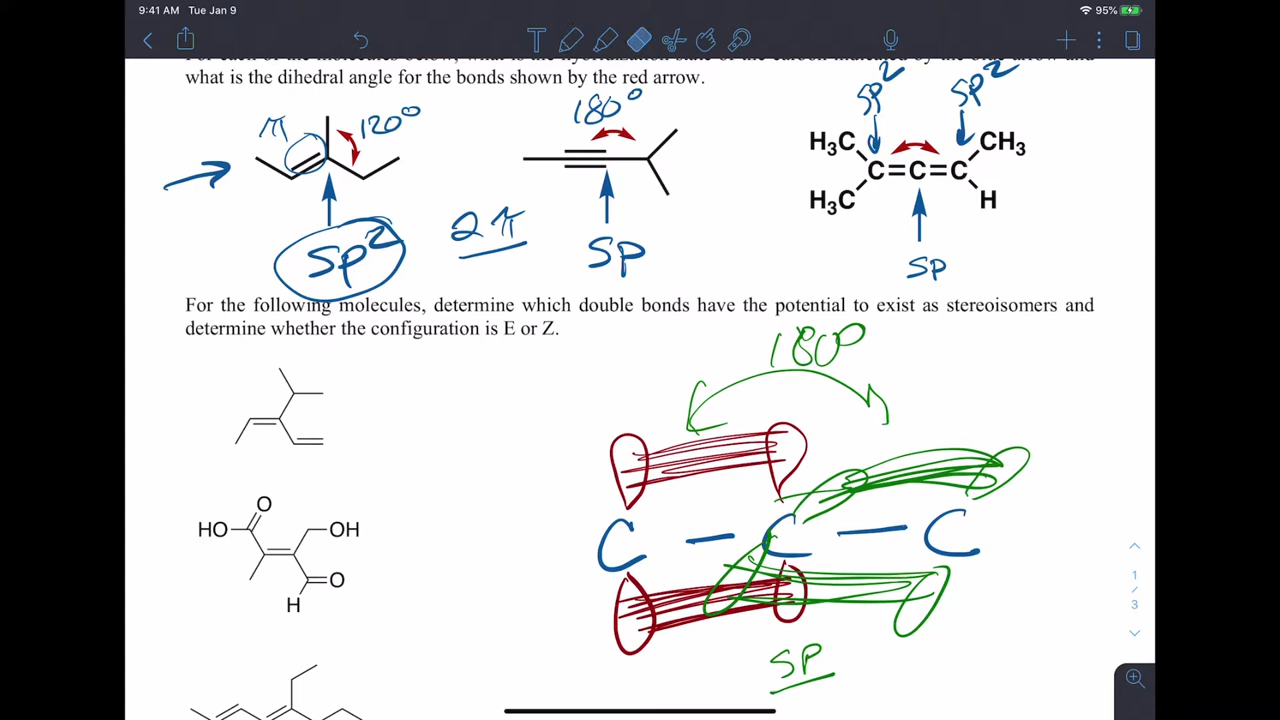 9:41 AM Tue Jan 9
95%
what is the dihedral angle for the bonds shown by the red arrow.
π
120°
sp²
2π
180°
sp
sp²
sp²
H₃C
CH₃
C=C=C
H₃C
H
sp
For the following molecules, determine which double bonds have the potential to exist as stereoisomers and
determine whether the configuration is E or Z.
180°
O
HO
OH
O
H
C - C - C
sp
1
/
3